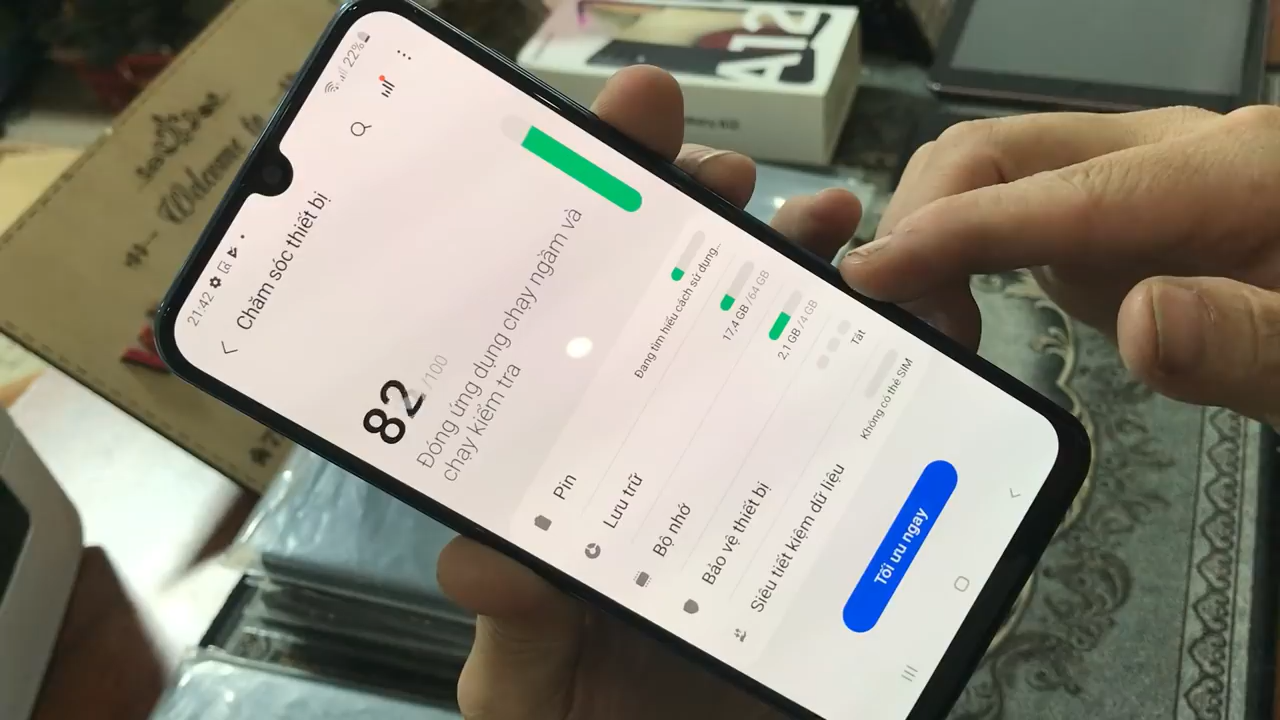 21:42
22%
Chăm sóc thiết bị
82 /100
Đóng ứng dụng chạy ngầm và
chạy kiểm tra
Pin
Đang tìm hiểu cách sử dụng...
Lưu trữ
17,4 GB /64 GB
Bộ nhớ
2,1 GB /4 GB
Bảo vệ thiết bị
Tắt
Siêu tiết kiệm dữ liệu
Không có thẻ SIM
Tối ưu ngay
A12
Welcome